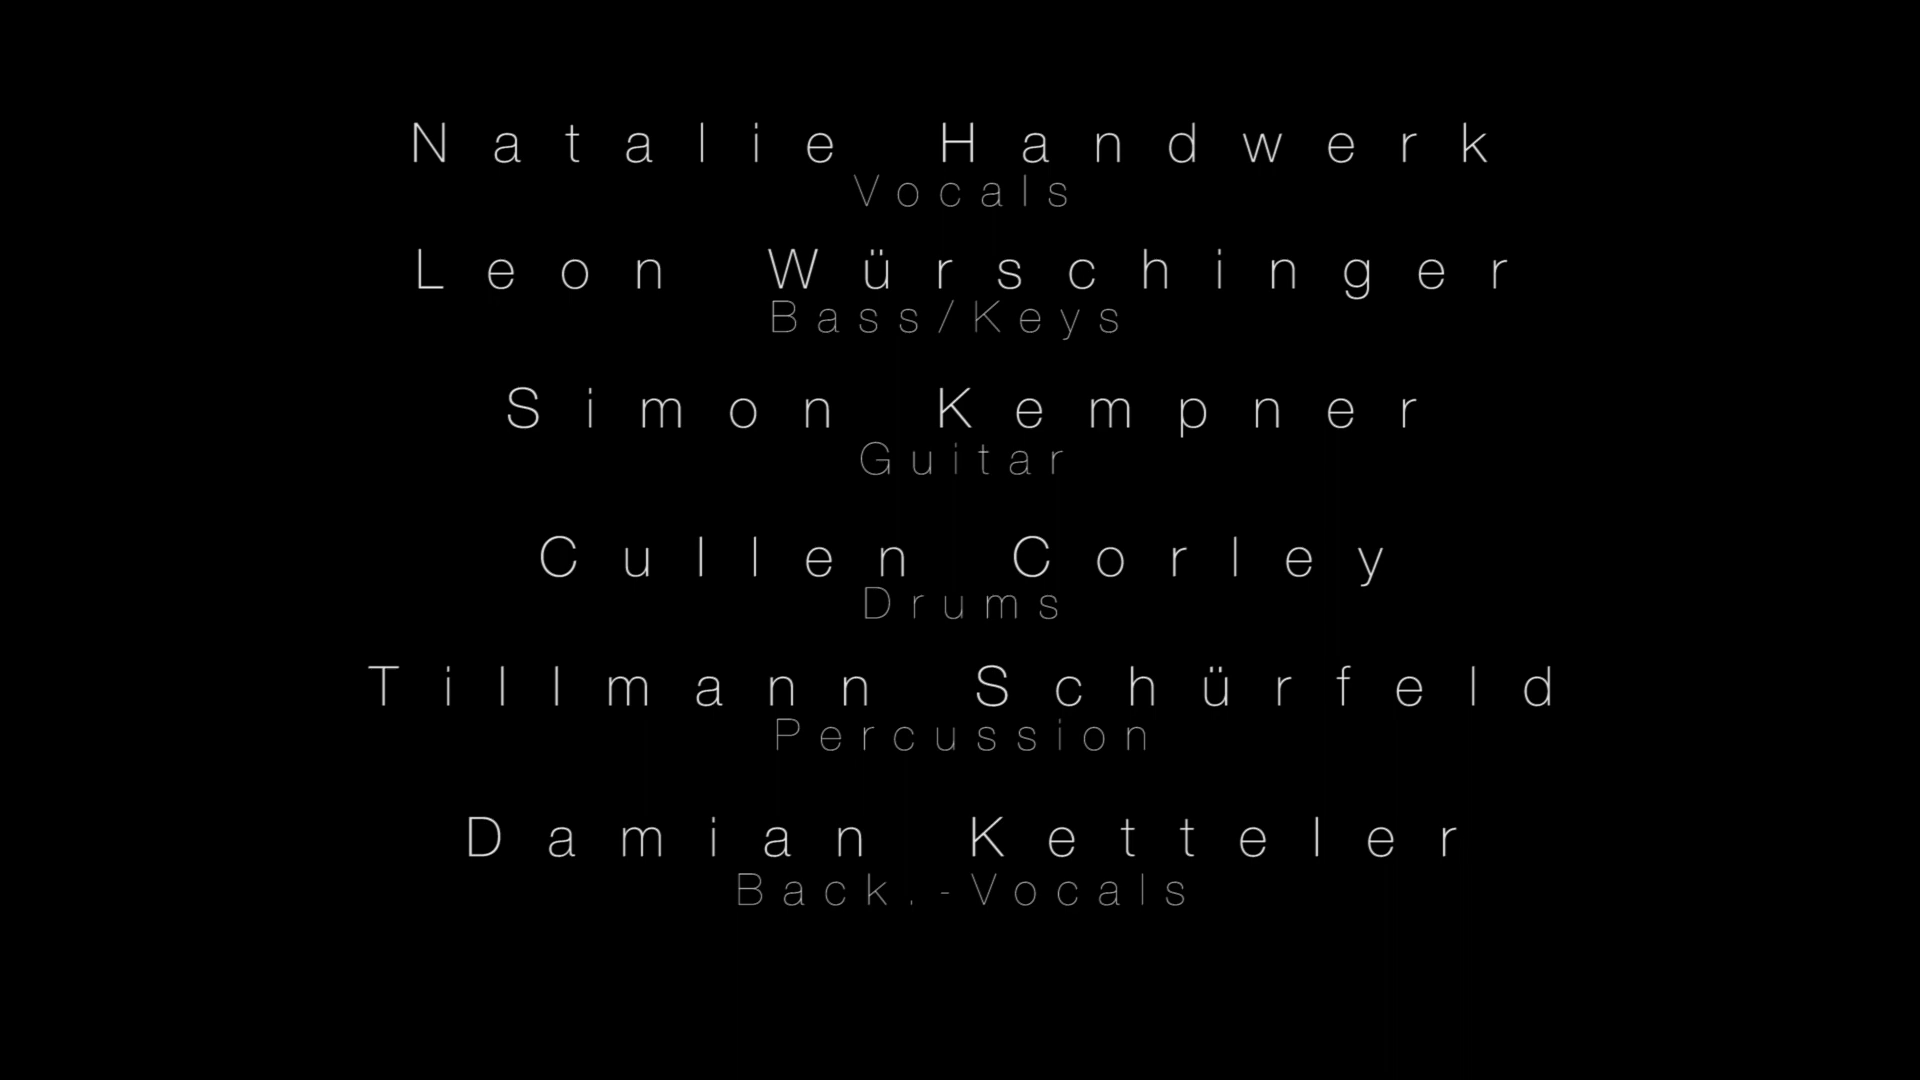 Natalie Handwerk
Vocals
Leon Würschinger
Bass/Keys
Simon Kempner
Guitar
Cullen Corley
Drums
Tillmann Schürfeld
Percussion
Damian Ketteler
Back.-Vocals